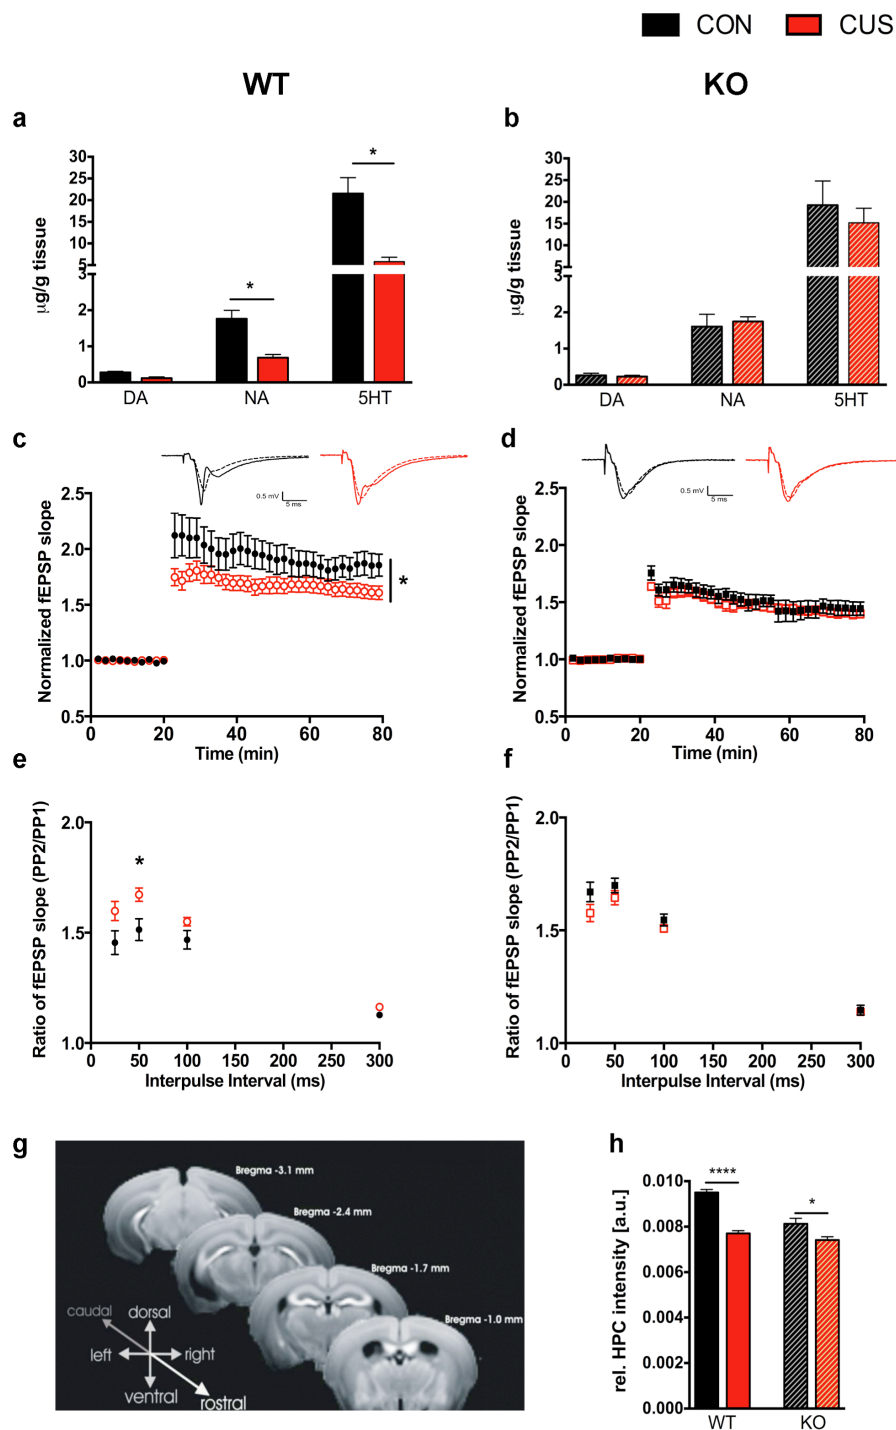 CON CUS
WT KO
a
µg/g tissue
30
25
20
15
10
5
3
2
1
0
*
*
DA NA 5HT
b
µg/g tissue
30
25
20
15
10
5
3
2
1
0
DA NA 5HT
c
Normalized fEPSP slope
2.5
2.0
1.5
1.0
0.5
0.5 mV
5 ms
*
0 20 40 60 80
Time (min)
d
Normalized fEPSP slope
2.5
2.0
1.5
1.0
0.5
0.5 mV
5 ms
0 20 40 60 80
Time (min)
e
Ratio of fEPSP slope (PP2/PP1)
2.0
1.5
1.0
*
0 50 100 150 200 250 300
Interpulse Interval (ms)
f
Ratio of fEPSP slope (PP2/PP1)
2.0
1.5
1.0
0 50 100 150 200 250 300
Interpulse Interval (ms)
g
Bregma -3.1 mm
Bregma -2.4 mm
Bregma -1.7 mm
Bregma -1.0 mm
caudal dorsal
left right
ventral
rostral
h
rel. HPC intensity [a.u.]
0.010
0.008
0.006
0.004
0.002
0.000
****
*
WT KO